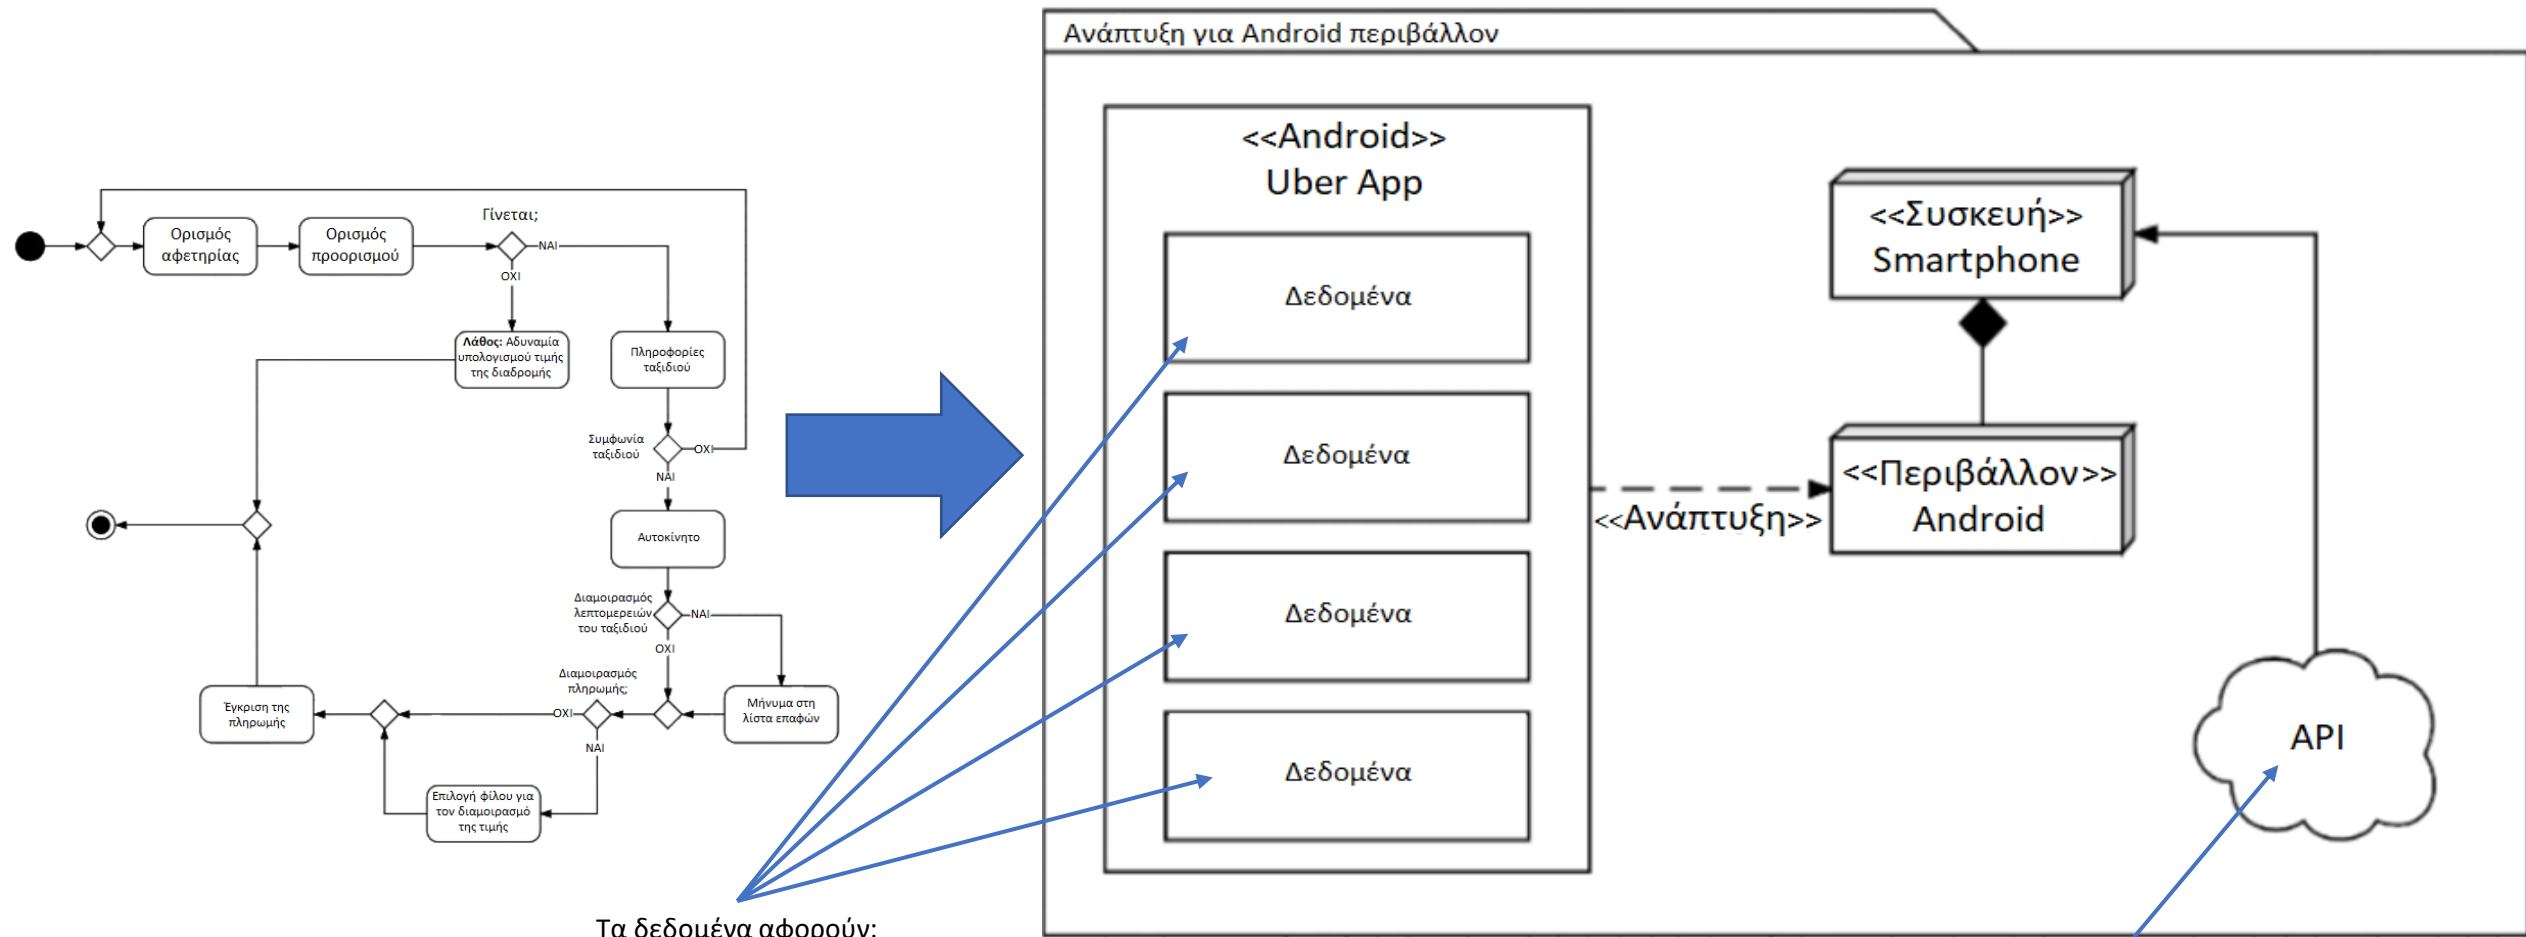 Ανάπτυξη για Android περιβάλλον
Γίνεται;
Ορισμός
αφετηρίας
Ορισμός
προορισμού
ΝΑΙ
ΟΧΙ
Λάθος: Αδυναμία
υπολογισμού τιμής
της διαδρομής
Πληροφορίες
ταξιδιού
Συμφωνία
ταξιδιού
ΟΧΙ
ΝΑΙ
Αυτοκίνητο
Διαμοιρασμός
λεπτομερειών
του ταξιδιού
ΝΑΙ
ΟΧΙ
Διαμοιρασμός
πληρωμής;
Μήνυμα στη
λίστα επαφών
ΟΧΙ
ΝΑΙ
Έγκριση της
πληρωμής
Επιλογή φίλου για
τον διαμοιρασμό
της τιμής
<<Android>>
Uber App
Δεδομένα
Δεδομένα
Δεδομένα
Δεδομένα
<<Ανάπτυξη>>
<<Συσκευή>>
Smartphone
<<Περιβάλλον>>
Android
API
Τα δεδομένα αφορούν: